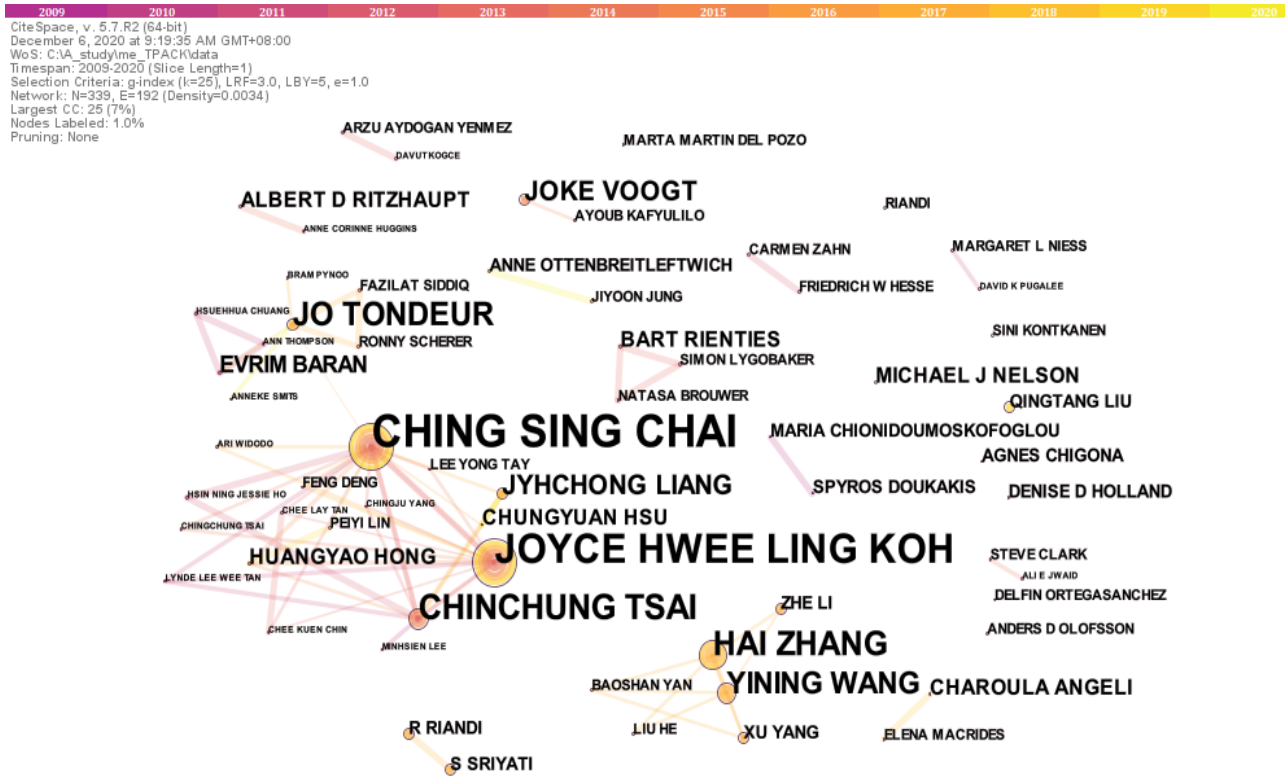 2009 2010 2011 2012 2013 2014 2015 2016 2017 2018 2019 2020
CiteSpace, v. 5.7.R2 (64-bit)
December 6, 2020 at 9:19:35 AM GMT+08:00
WoS: C:\A_study\me_TPACK\data
Timespan: 2009-2020 (Slice Length=1)
Selection Criteria: g-index (k=25), LRF=3.0, LBY=5, e=1.0
Network: N=339, E=192 (Density=0.0034)
Largest CC: 25 (7%)
Nodes Labeled: 1.0%
Pruning: None
ARZU AYDOGAN YENMEZ
MARTA MARTIN DEL POZO
DAVUT KOGCE
ALBERT D RITZHAUPT
JOKE VOOGT
RIANDI
AYOUB KAFYULILO
ANNE CORINNE HUGGINS
CARMEN ZAHN
MARGARET L NIESS
ANNE OTTENBREITLEFTWICH
BRAM PYNOO
FAZILAT SIDDIQ
FRIEDRICH W HESSE
DAVID K PUGALEE
JIYOON JUNG
HSUEHHUA CHUANG
JO TONDEUR
SINI KONTKANEN
ANN THOMPSON
RONNY SCHERER
BART RIENTIES
SIMON LYGOBAKER
EVRIM BARAN
MICHAEL J NELSON
ANNEKE SMITS
NATASA BROUWER
QINGTANG LIU
CHING SING CHAI
MARIA CHIONIDOUMOSKOFOGLOU
ARI WIDODO
AGNES CHIGONA
LEE YONG TAY
FENG DENG
JYHCHONG LIANG
SPYROS DOUKAKIS
DENISE D HOLLAND
HSIN NING JESSIE HO
CHINGJU YANG
CHEE LAY TAN
CHINGCHUNG TSAI
PEIYI LIN
CHUNGYUAN HSU
HUANGYAO HONG
JOYCE HWEE LING KOH
STEVE CLARK
LYNDE LEE WEE TAN
ALI E JWAID
DELFIN ORTEGASANCHEZ
CHINCHUNG TSAI
ZHE LI
CHEE KUEN CHIN
ANDERS D OLOFSSON
MINHSIEN LEE
HAI ZHANG
BAOSHAN YAN
YINING WANG
CHAROULA ANGELI
R RIANDI
LIU HE
XU YANG
ELENA MACRIDES
S SRIYATI